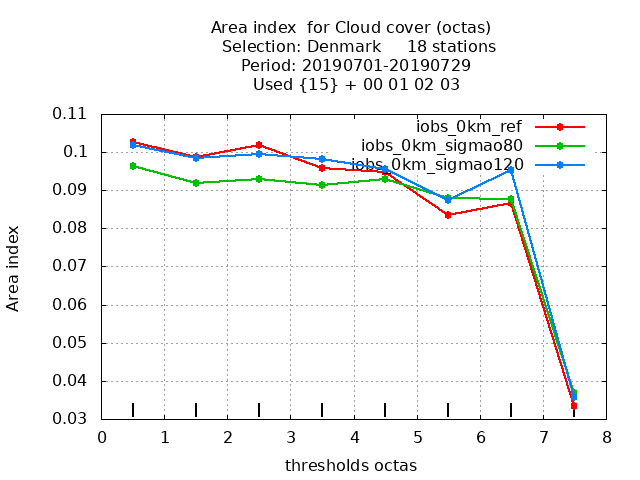 Area index  for Cloud cover (octas)
Selection: Denmark     18 stations
Period: 20190701-20190729
Used {15} + 00 01 02 03
0.11
0.1
0.09
0.08
0.07
0.06
0.05
0.04
0.03
Area index
iobs_0km_ref
iobs_0km_sigmao80
iobs_0km_sigmao120
0 1 2 3 4 5 6 7 8
thresholds octas